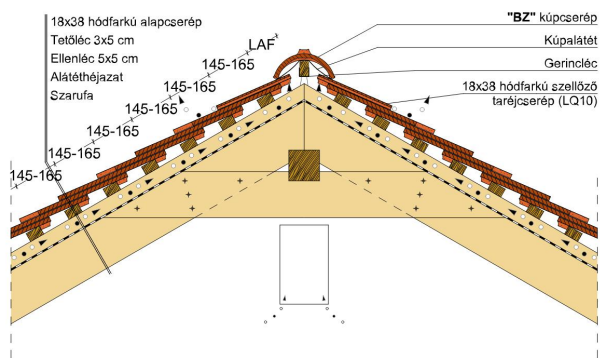 18x38 hódfarkú alapcserép
Tetőléc 3x5 cm
Ellenléc 5x5 cm
Alátéthéjazat
Szarufa
LAF
145-165
145-165
145-165
145-165
145-165
145-165
"BZ" kúpcserép
Kúpalátét
Gerincléc
18x38 hódfarkú szellőző
taréjcserép (LQ10)